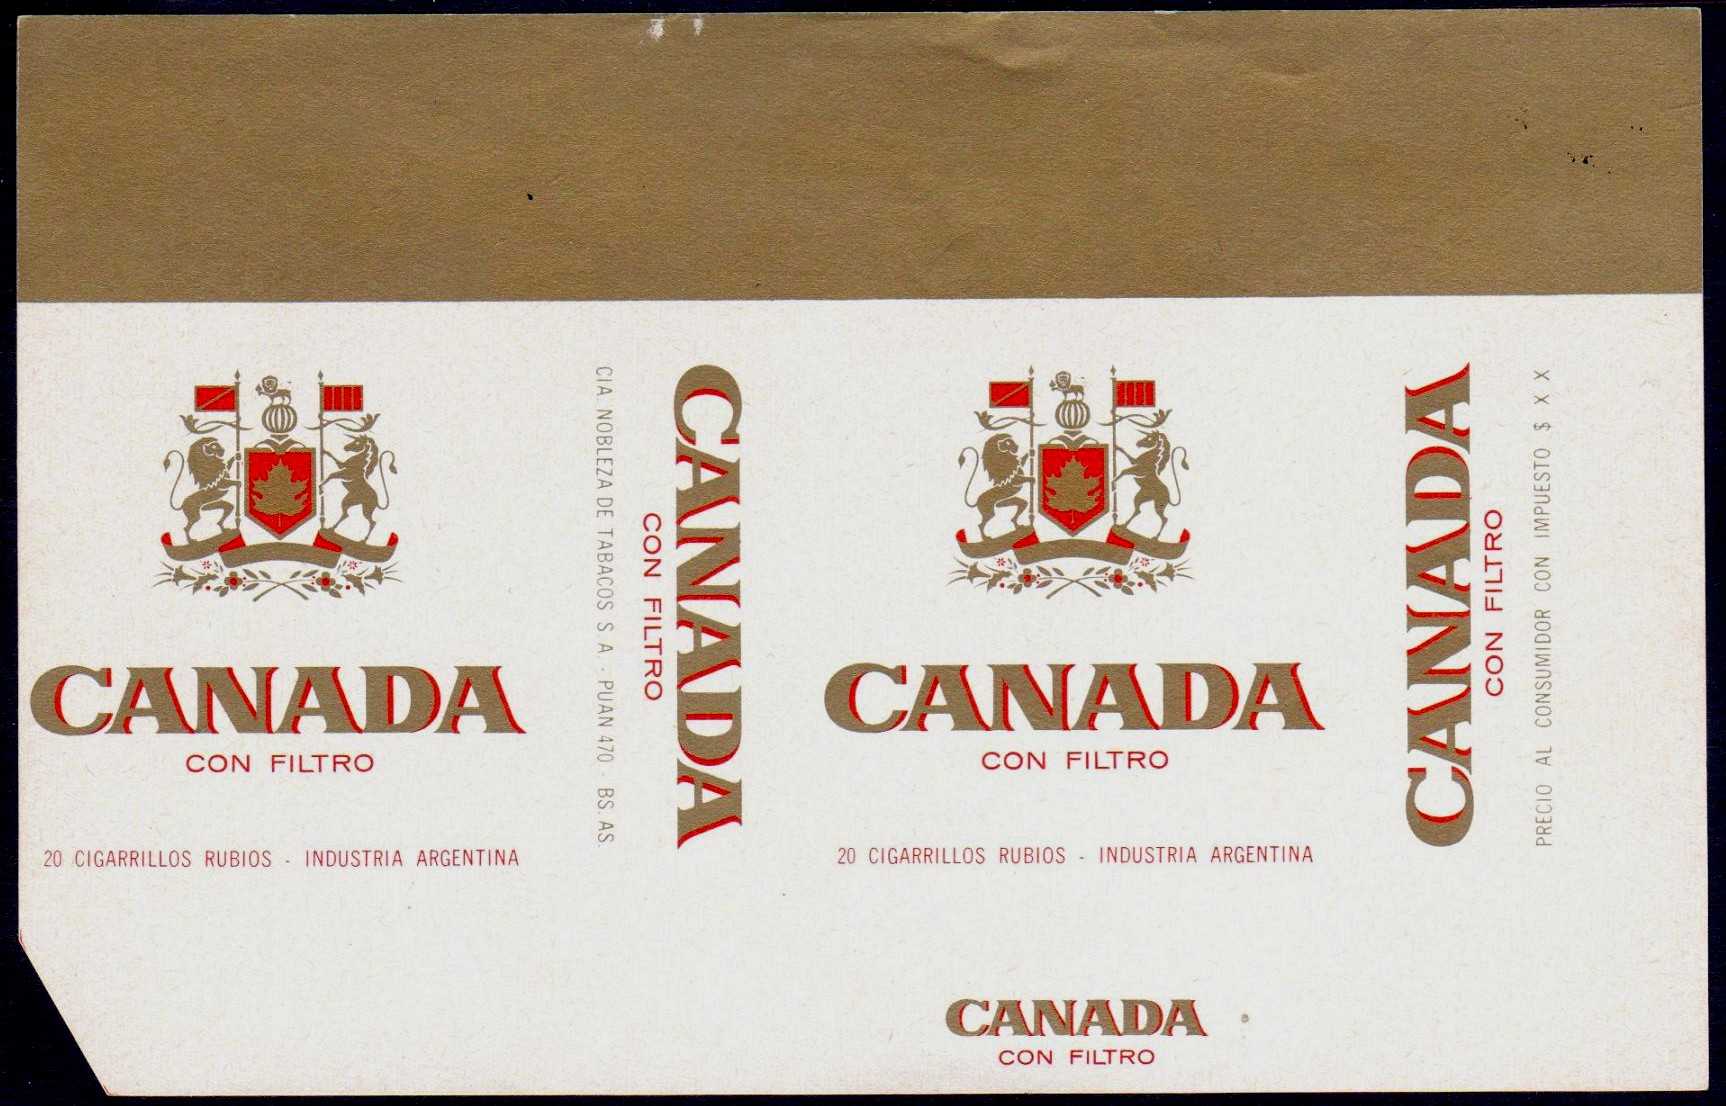 CANADA
CON FILTRO
20 CIGARRILLOS RUBIOS - INDUSTRIA ARGENTINA
CIA NOBLEZA DE TABACOS S. A. - PUAN 470 - BS. AS
CON FILTRO
CANADA
CANADA
CON FILTRO
20 CIGARRILLOS RUBIOS - INDUSTRIA ARGENTINA
CANADA
CON FILTRO
CANADA
CON FILTRO
PRECIO AL CONSUMIDOR CON IMPUESTO $ X X